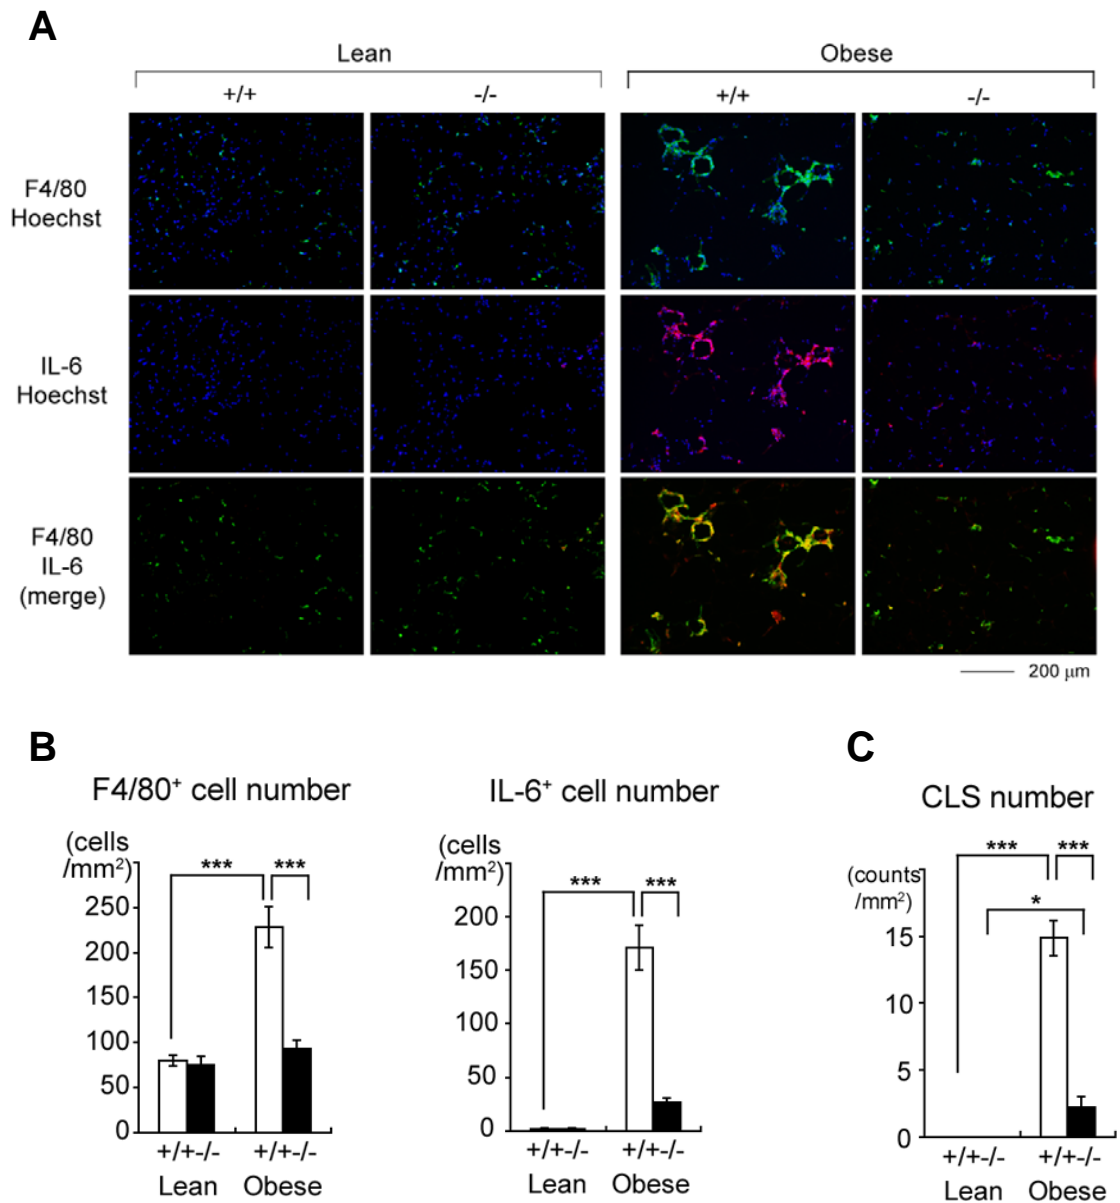 A
Lean
Obese
+/+
-/-
+/+
-/-
F4/80
Hoechst
IL-6
Hoechst
F4/80
IL-6
(merge)
200 μm
B
F4/80⁺ cell number
(cells
/mm²)
***
***
250
200
150
100
50
0
+/+-/-
+/+-/-
Lean
Obese
IL-6⁺ cell number
(cells
/mm²)
***
***
200
150
100
50
0
+/+-/-
+/+-/-
Lean
Obese
C
CLS number
(counts
/mm²)
***
***
*
15
10
5
0
+/+-/-
+/+-/-
Lean
Obese